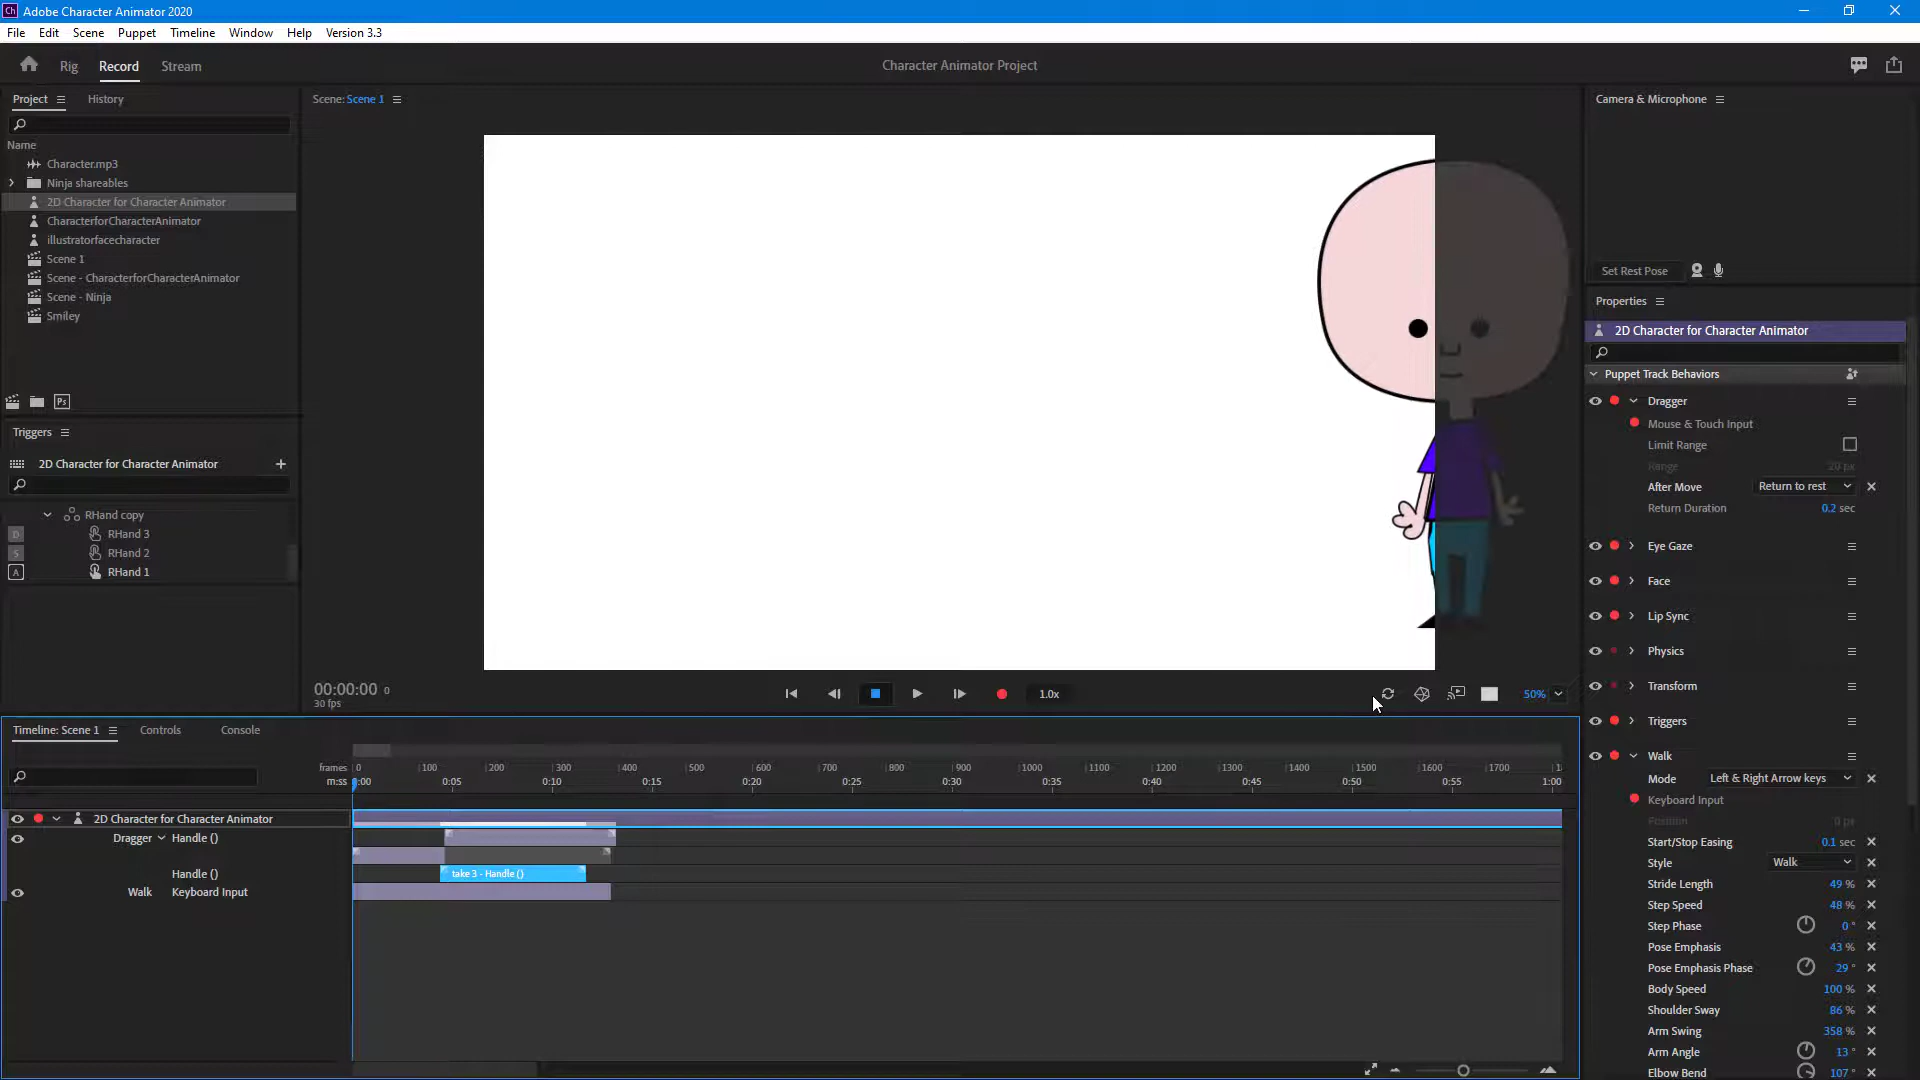 Ch Adobe Character Animator 2020
File Edit Scene Puppet Timeline Window Help Version 3.3
Rig Record Stream Character Animator Project
Project History
Name
Character.mp3
Ninja shareables
2D Character for Character Animator
CharacterforCharacterAnimator
illustratorfacecharacter
Scene 1
Scene - CharacterforCharacterAnimator
Scene - Ninja
Smiley
Ps
Triggers
2D Character for Character Animator +
RHand copy
D RHand 3
S RHand 2
A RHand 1
Scene: Scene 1
00:00:00 0
30 fps
1.0x
50%
Camera & Microphone
Set Rest Pose
Properties
2D Character for Character Animator
Puppet Track Behaviors
Dragger
Mouse & Touch Input
Limit Range
Range 20 px
After Move Return to rest
Return Duration 0.2 sec
Eye Gaze
Face
Lip Sync
Physics
Transform
Triggers
Walk
Mode Left & Right Arrow keys
Keyboard Input
Position 0 px
Start/Stop Easing 0.1 sec
Style Walk
Stride Length 49 %
Step Speed 48 %
Step Phase 0 °
Pose Emphasis 43 %
Pose Emphasis Phase 29 °
Body Speed 100 %
Shoulder Sway 86 %
Arm Swing 358 %
Arm Angle 13 °
Elbow Bend 107 °
Timeline: Scene 1 Controls Console
frames 0 100 200 300 400 500 600 700 800 900 1000 1100 1200 1300 1400 1500 1600 1700
m:ss 0:00 0:05 0:10 0:15 0:20 0:25 0:30 0:35 0:40 0:45 0:50 0:55 1:00
2D Character for Character Animator
Dragger Handle ()
Handle () take 3 - Handle ()
Walk Keyboard Input